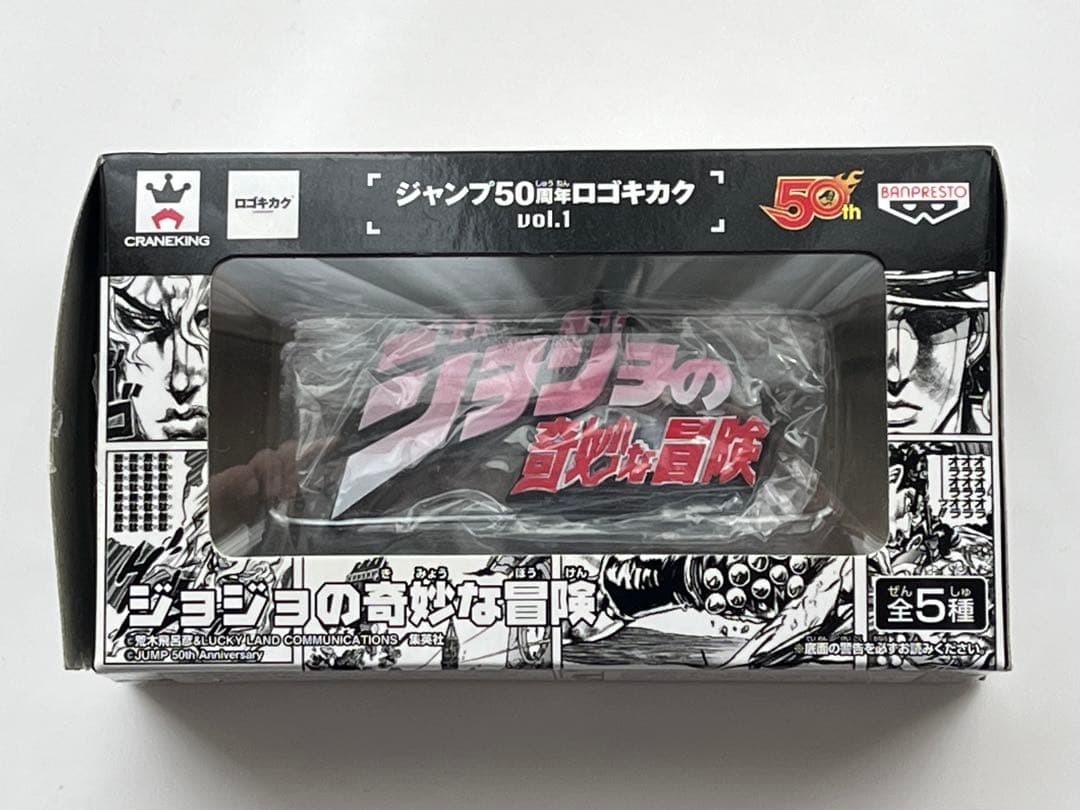 CRANEKING
ロゴキカク
ジャンプ50周年ロゴキカク
vol.1
50th
BANPRESTO
ジョジョの
奇妙な冒険
ジョジョの奇妙な冒険
©荒木飛呂彦&LUCKY LAND COMMUNICATIONS・集英社
©JUMP 50th Anniversary
全5種
※底面の警告を必ずお読みください。